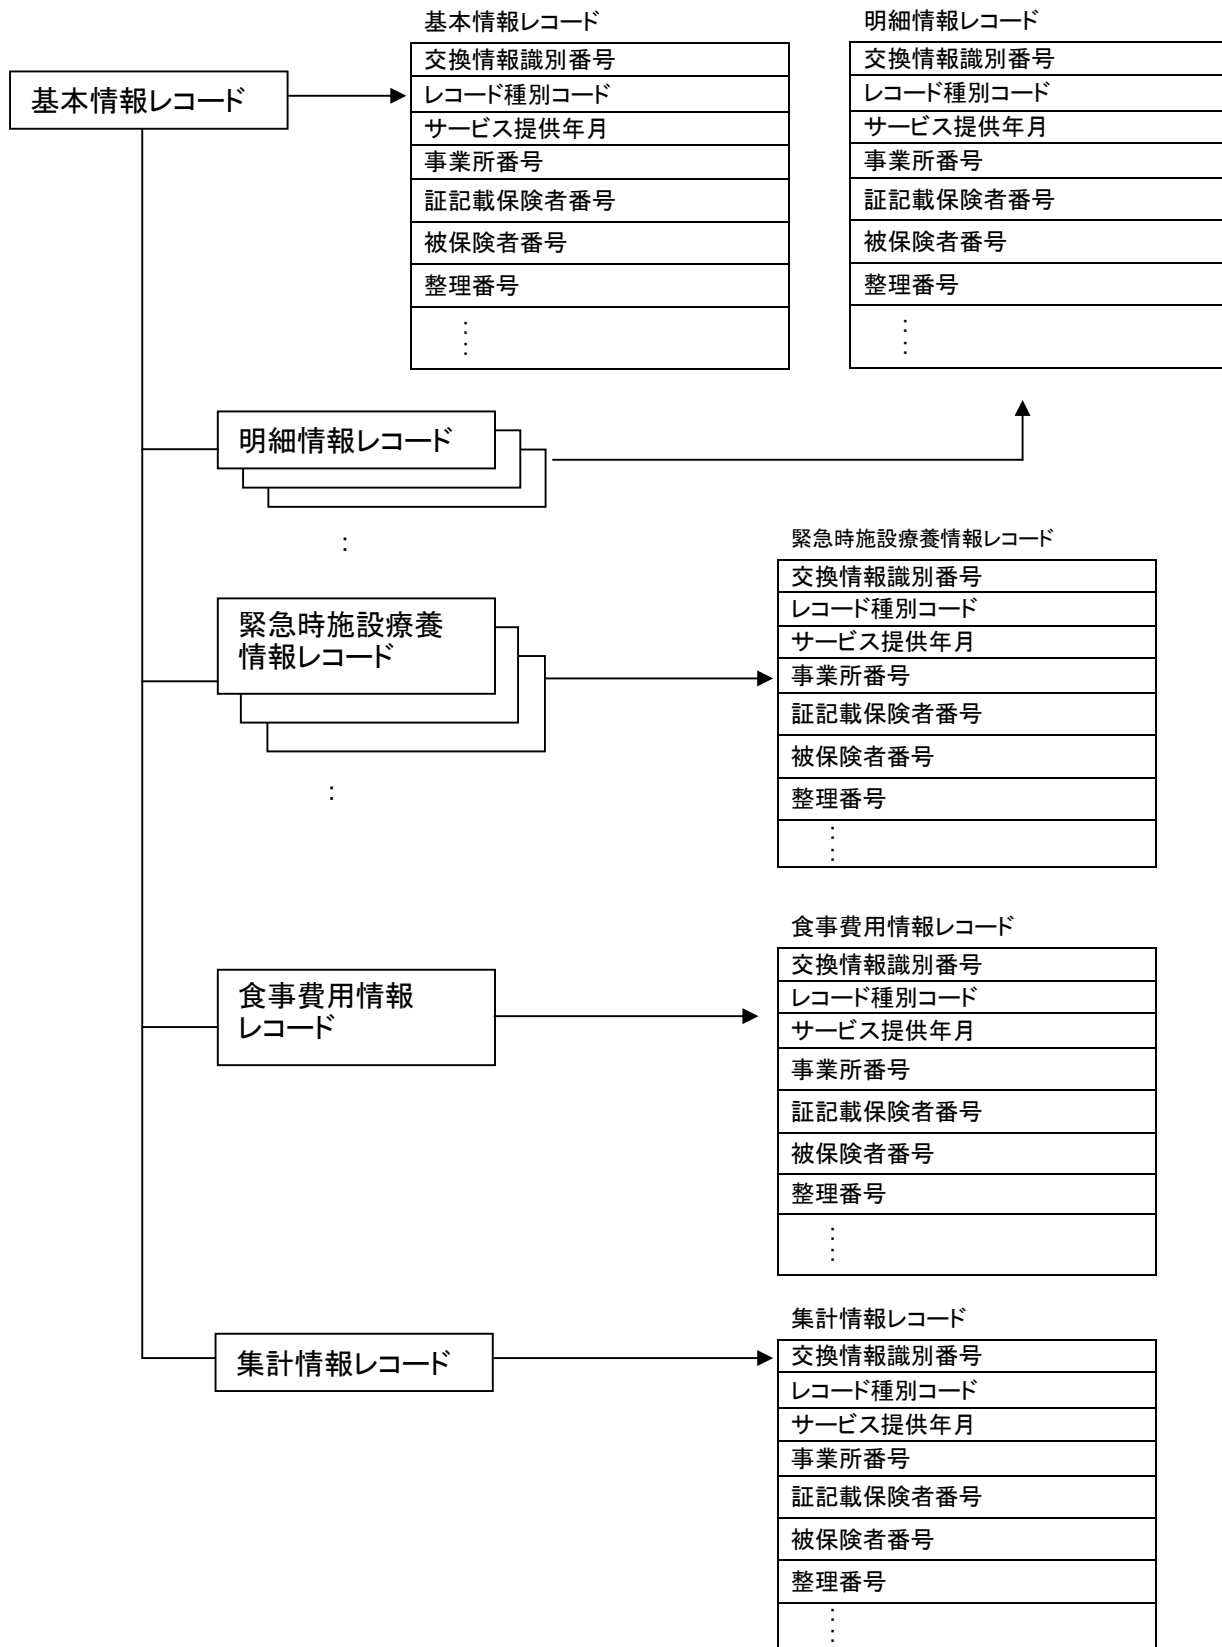 基本情報レコード
基本情報レコード
交換情報識別番号
レコード種別コード
サービス提供年月
事業所番号
証記載保険者番号
被保険者番号
整理番号
:
:
明細情報レコード
交換情報識別番号
レコード種別コード
サービス提供年月
事業所番号
証記載保険者番号
被保険者番号
整理番号
:
:
明細情報レコード
:
緊急時施設療養
情報レコード
:
緊急時施設療養情報レコード
交換情報識別番号
レコード種別コード
サービス提供年月
事業所番号
証記載保険者番号
被保険者番号
整理番号
:
:
食事費用情報
レコード
食事費用情報レコード
交換情報識別番号
レコード種別コード
サービス提供年月
事業所番号
証記載保険者番号
被保険者番号
整理番号
:
:
集計情報レコード
集計情報レコード
交換情報識別番号
レコード種別コード
サービス提供年月
事業所番号
証記載保険者番号
被保険者番号
整理番号
:
: